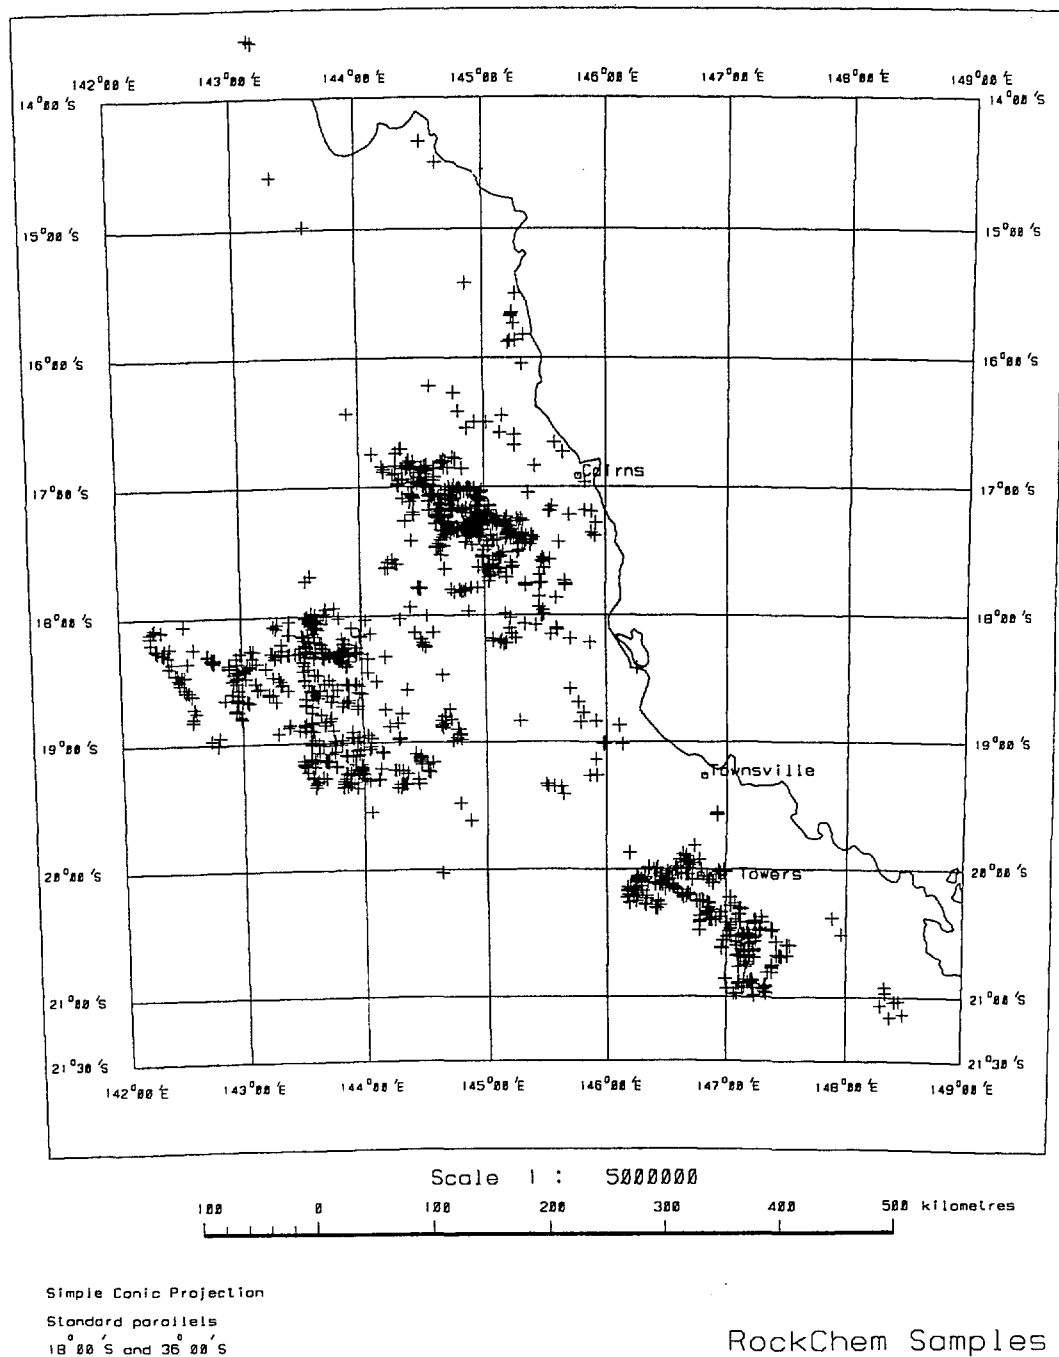 142°00'E 143°00'E 144°00'E 145°00'E 146°00'E 147°00'E 148°00'E 149°00'E
14°00'S 14°00'S
15°00'S 15°00'S
16°00'S 16°00'S
Cairns
17°00'S 17°00'S
18°00'S 18°00'S
19°00'S 19°00'S
Townsville
20°00'S Towers 20°00'S
21°00'S 21°00'S
21°30'S 21°30'S
142°00'E 143°00'E 144°00'E 145°00'E 146°00'E 147°00'E 148°00'E 149°00'E
Scale 1 : 5000000
100 0 100 200 300 400 500 kilometres
Simple Conic Projection
Standard parallels
18°00'S and 36°00'S
RockChem Samples